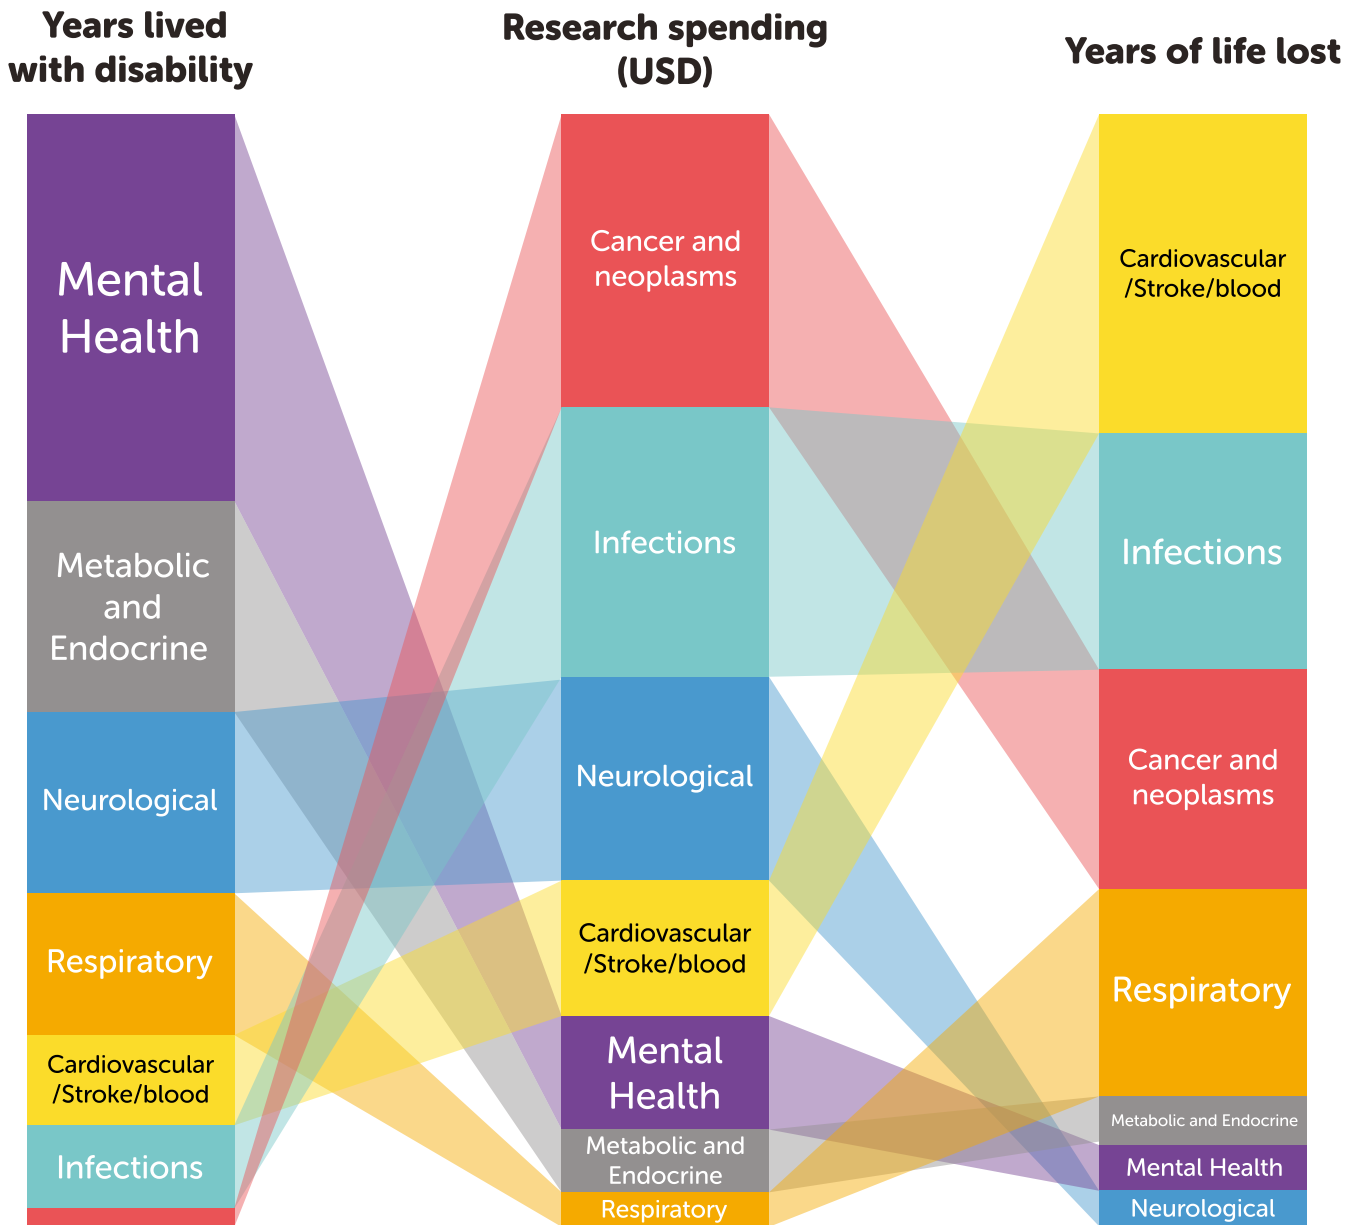 Years lived
with disability
Research spending
(USD)
Years of life lost
Mental
Health
Metabolic
and
Endocrine
Neurological
Respiratory
Cardiovascular
/Stroke/blood
Infections
Cancer and
neoplasms
Infections
Neurological
Cardiovascular
/Stroke/blood
Mental
Health
Metabolic and
Endocrine
Respiratory
Cardiovascular
/Stroke/blood
Infections
Cancer and
neoplasms
Respiratory
Metabolic and Endocrine
Mental Health
Neurological